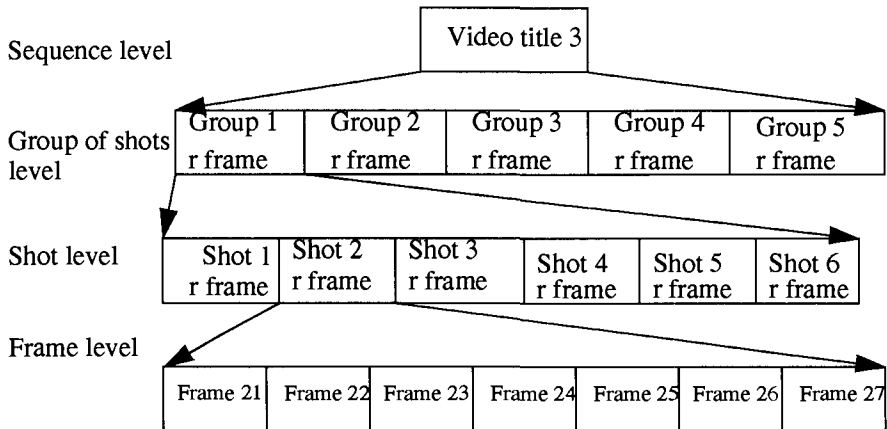 Sequence level
Video title 3
Group of shots
level
Group 1
r frame
Group 2
r frame
Group 3
r frame
Group 4
r frame
Group 5
r frame
Shot level
Shot 1
r frame
Shot 2
r frame
Shot 3
r frame
Shot 4
r frame
Shot 5
r frame
Shot 6
r frame
Frame level
Frame 21
Frame 22
Frame 23
Frame 24
Frame 25
Frame 26
Frame 27